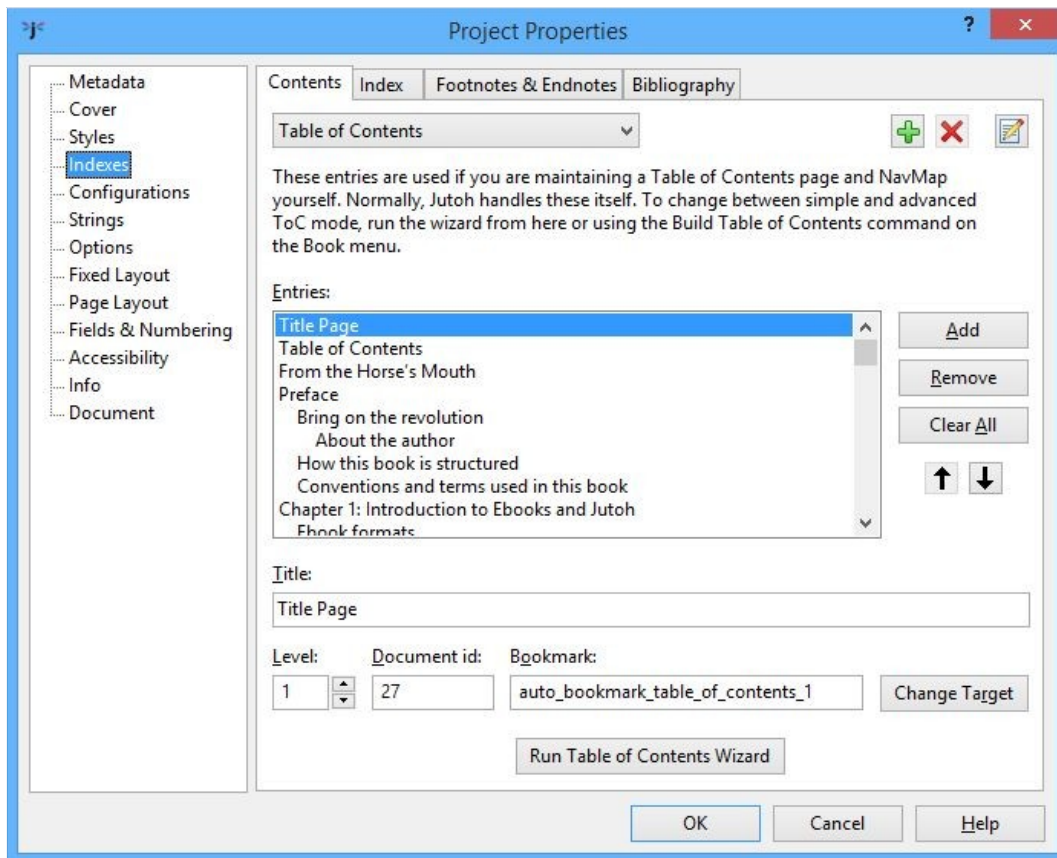 Project Properties
?
Metadata
Cover
Styles
Indexes
Configurations
Strings
Options
Fixed Layout
Page Layout
Fields & Numbering
Accessibility
Info
Document
Contents
Index
Footnotes & Endnotes
Bibliography
Table of Contents
These entries are used if you are maintaining a Table of Contents page and NavMap
yourself. Normally, Jutoh handles these itself. To change between simple and advanced
ToC mode, run the wizard from here or using the Build Table of Contents command on
the Book menu.
Entries:
Title Page
Table of Contents
From the Horse's Mouth
Preface
Bring on the revolution
About the author
How this book is structured
Conventions and terms used in this book
Chapter 1: Introduction to Ebooks and Jutoh
Ebook formats
Add
Remove
Clear All
Title:
Title Page
Level:
Document id:
Bookmark:
1
27
auto_bookmark_table_of_contents_1
Change Target
Run Table of Contents Wizard
OK
Cancel
Help